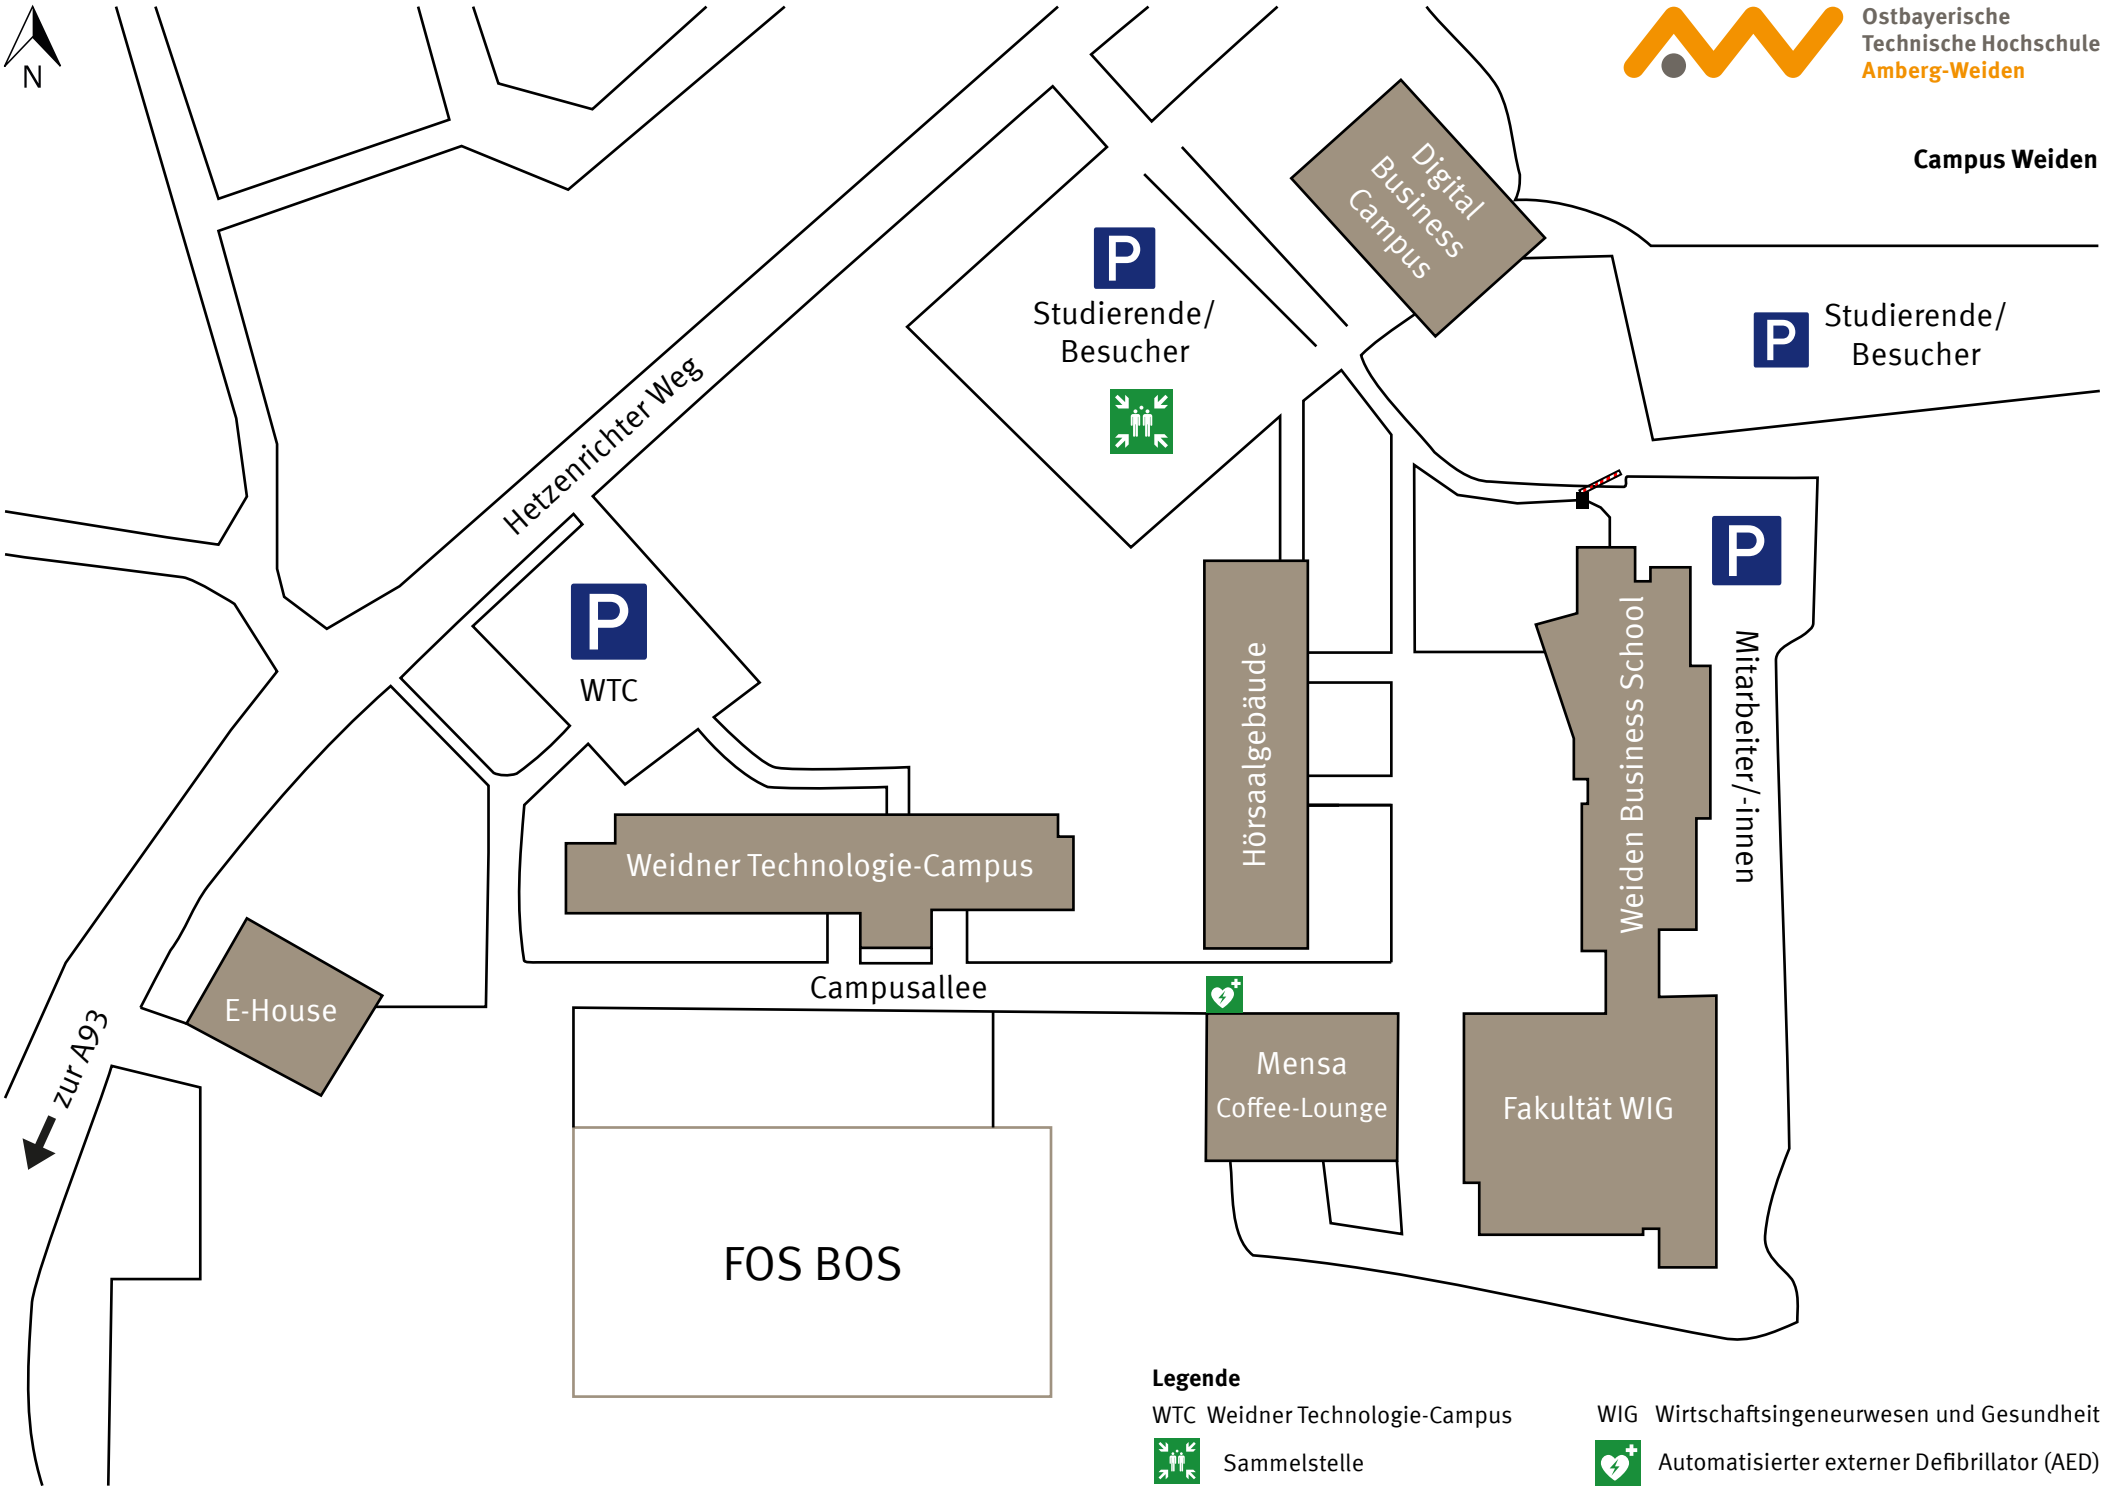 N
Ostbayerische
Technische Hochschule
Amberg-Weiden
Campus Weiden
Digital
Business
Campus
P
Studierende/
Besucher
P
Studierende/
Besucher
Hetzenrichter Weg
P
WTC
P
Mitarbeiter/-innen
Hörsaalgebäude
Weiden Business School
Weidner Technologie-Campus
Campusallee
E-House
zur A93
Mensa
Coffee-Lounge
Fakultät WIG
FOS BOS
Legende
WTC Weidner Technologie-Campus
WIG Wirtschaftsingeneurwesen und Gesundheit
Sammelstelle
Automatisierter externer Defibrillator (AED)